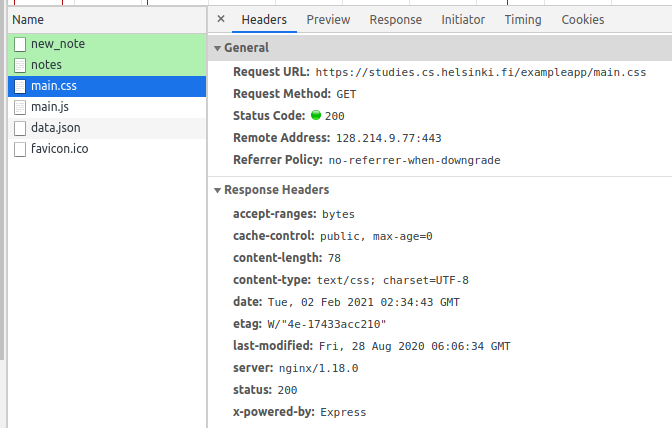 Name
new_note
notes
main.css
main.js
data.json
favicon.ico
× Headers Preview Response Initiator Timing Cookies
General
Request URL: https://studies.cs.helsinki.fi/exampleapp/main.css
Request Method: GET
Status Code: 200
Remote Address: 128.214.9.77:443
Referrer Policy: no-referrer-when-downgrade
Response Headers
accept-ranges: bytes
cache-control: public, max-age=0
content-length: 78
content-type: text/css; charset=UTF-8
date: Tue, 02 Feb 2021 02:34:43 GMT
etag: W/"4e-17433acc210"
last-modified: Fri, 28 Aug 2020 06:06:34 GMT
server: nginx/1.18.0
status: 200
x-powered-by: Express